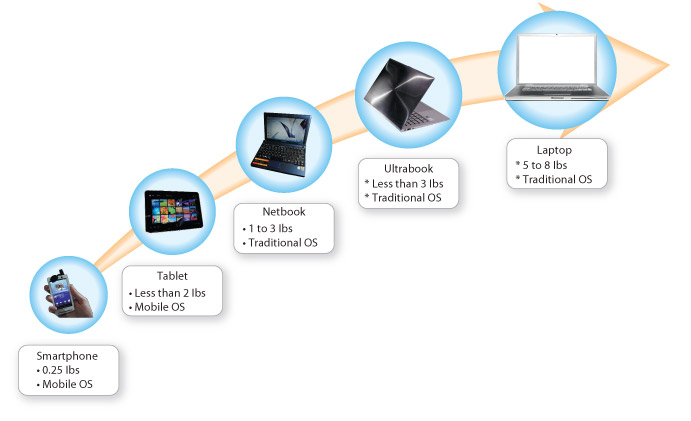 Smartphone
• 0.25 lbs
• Mobile OS
Tablet
• Less than 2 lbs
• Mobile OS
Netbook
• 1 to 3 lbs
• Traditional OS
Ultrabook
* Less than 3 lbs
* Traditional OS
Laptop
* 5 to 8 lbs
* Traditional OS